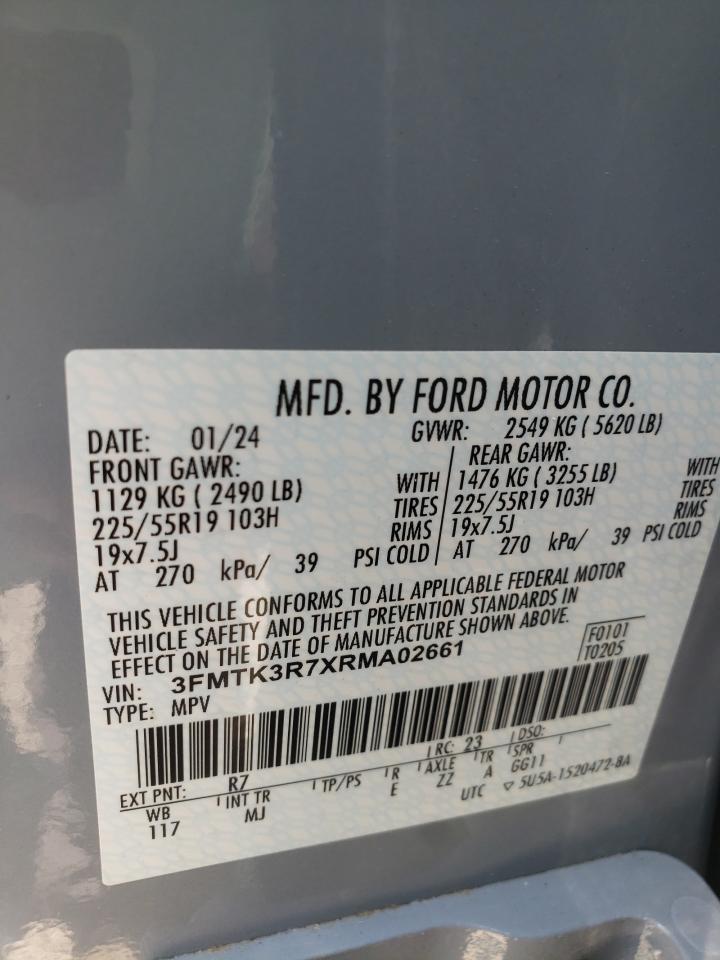 MFD. BY FORD MOTOR CO.
DATE: 01/24 GVWR: 2549 KG ( 5620 LB)
FRONT GAWR: REAR GAWR:
1129 KG ( 2490 LB) WITH 1476 KG ( 3255 LB) WITH
225/55R19 103H TIRES 225/55R19 103H TIRES
19x7.5J RIMS 19x7.5J RIMS
AT 270 kPa/ 39 PSI COLD AT 270 kPa/ 39 PSI COLD
THIS VEHICLE CONFORMS TO ALL APPLICABLE FEDERAL MOTOR
VEHICLE SAFETY AND THEFT PREVENTION STANDARDS IN
EFFECT ON THE DATE OF MANUFACTURE SHOWN ABOVE.
F0101
T0205
VIN: 3FMTK3R7XRMA02661
TYPE: MPV
EXT PNT: R7 RC: 23 DSO:
WB INT TR TP/PS R AXLE TR SPR
117 MJ E ZZ A GG11
UTC ▽ 5U5A-1520472-8A